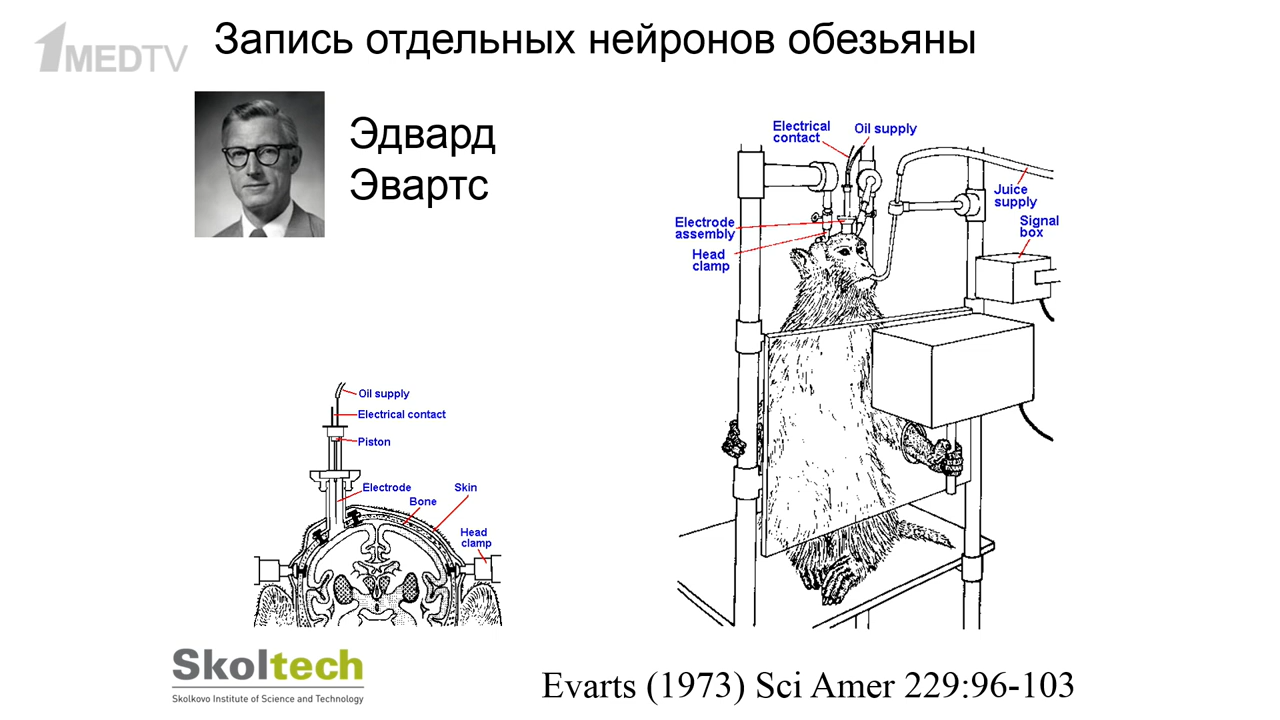 1MEDTV
Запись отдельных нейронов обезьяны
Эдвард
Эвартс
Electrical
contact
Oil supply
Juice
supply
Signal
box
Electrode
assembly
Head
clamp
Oil supply
Electrical contact
Piston
Electrode
Skin
Bone
Head
clamp
Skoltech
Skolkovo Institute of Science and Technology
Evarts (1973) Sci Amer 229:96-103